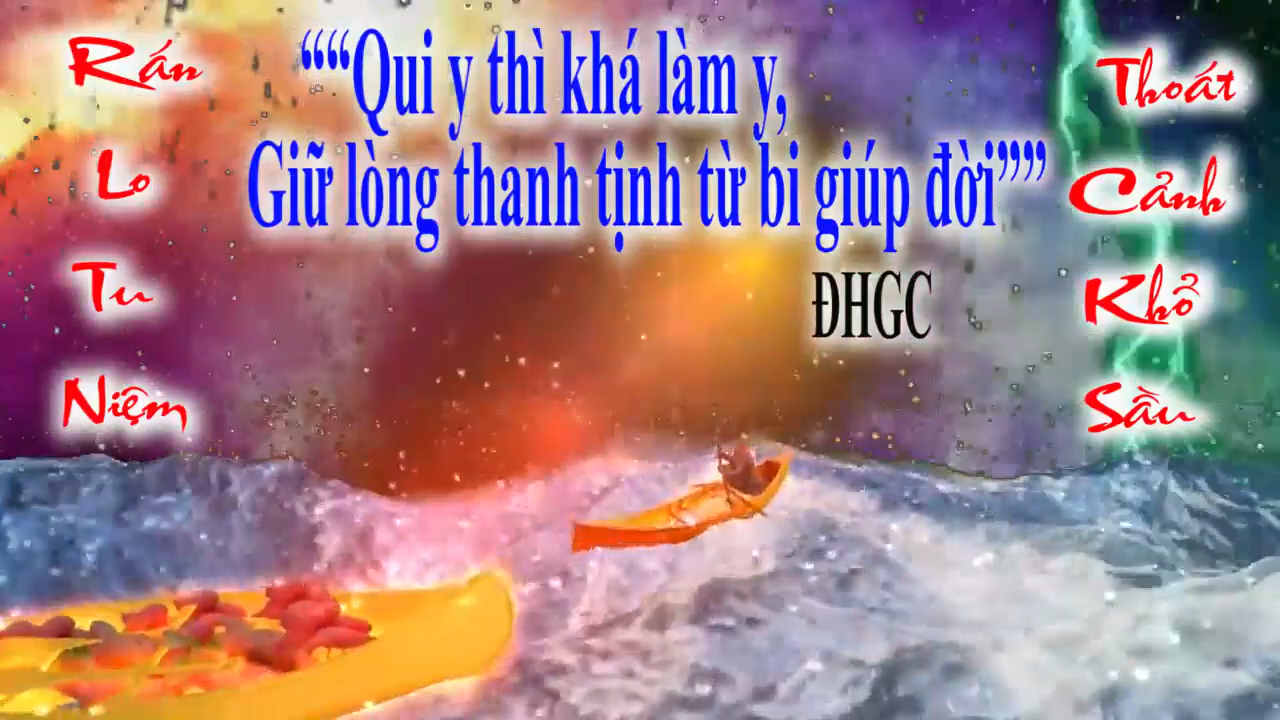 Rấn
Lo
Tu
Niệm
““Qui y thì khá làm y,
Giữ lòng thanh tịnh từ bi giúp đời””
ĐHGC
Thoát
Cảnh
Khổ
Sầu